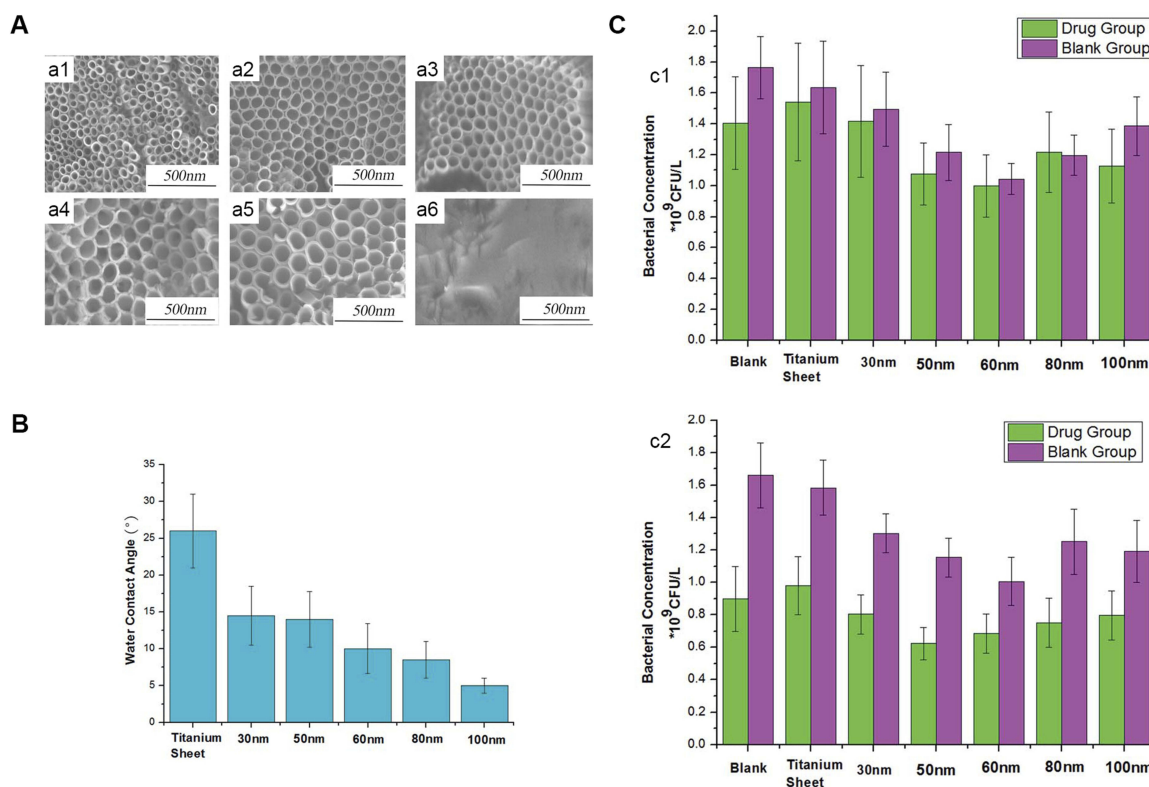 A
a1
500nm
a2
500nm
a3
500nm
a4
500nm
a5
500nm
a6
500nm
B
Water Contact Angle (°)
35
30
25
20
15
10
5
0
Titanium
Sheet
30nm
50nm
60nm
80nm
100nm
C
c1
Drug Group
Blank Group
Bacterial Concentration
*10^9CFU/L
2.0
1.8
1.6
1.4
1.2
1.0
0.8
0.6
0.4
0.2
0.0
Blank
Titanium
Sheet
30nm
50nm
60nm
80nm
100nm
c2
Drug Group
Blank Group
Bacterial Concentration
*10^9CFU/L
2.0
1.8
1.6
1.4
1.2
1.0
0.8
0.6
0.4
0.2
0.0
Blank
Titanium
Sheet
30nm
50nm
60nm
80nm
100nm